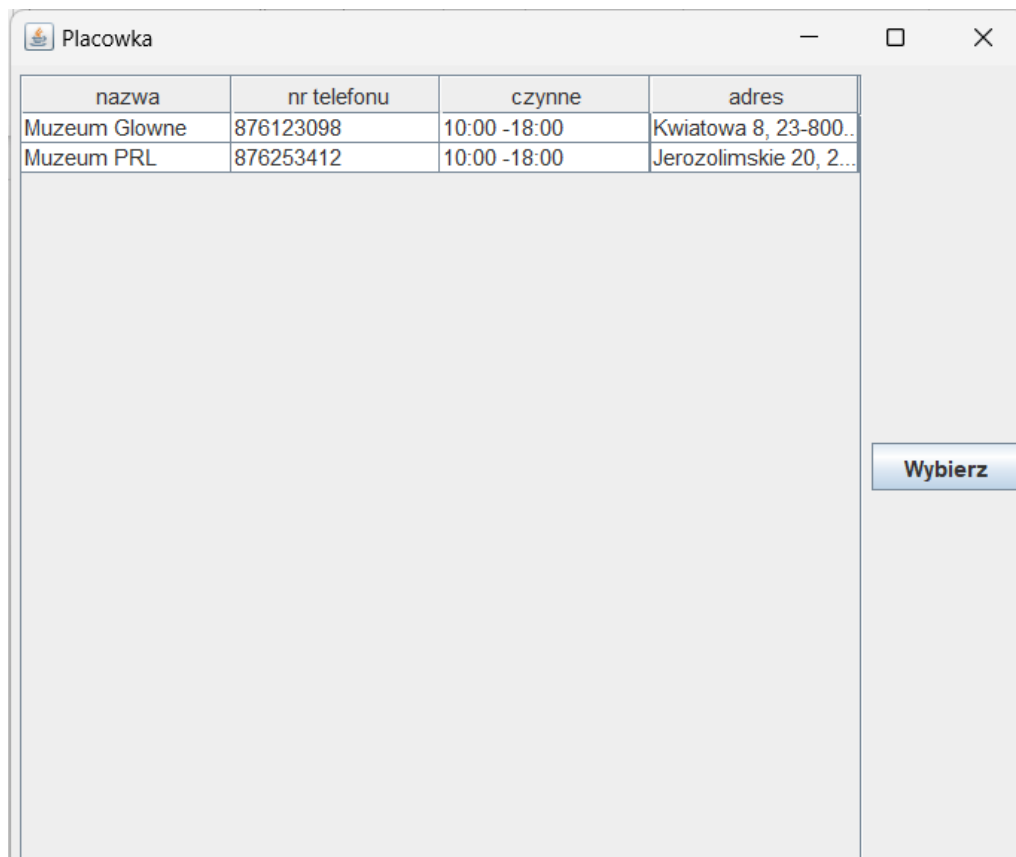 Placowka
nazwa nr telefonu czynne adres
Muzeum Glowne 876123098 10:00 -18:00 Kwiatowa 8, 23-800..
Muzeum PRL 876253412 10:00 -18:00 Jerozolimskie 20, 2...
Wybierz